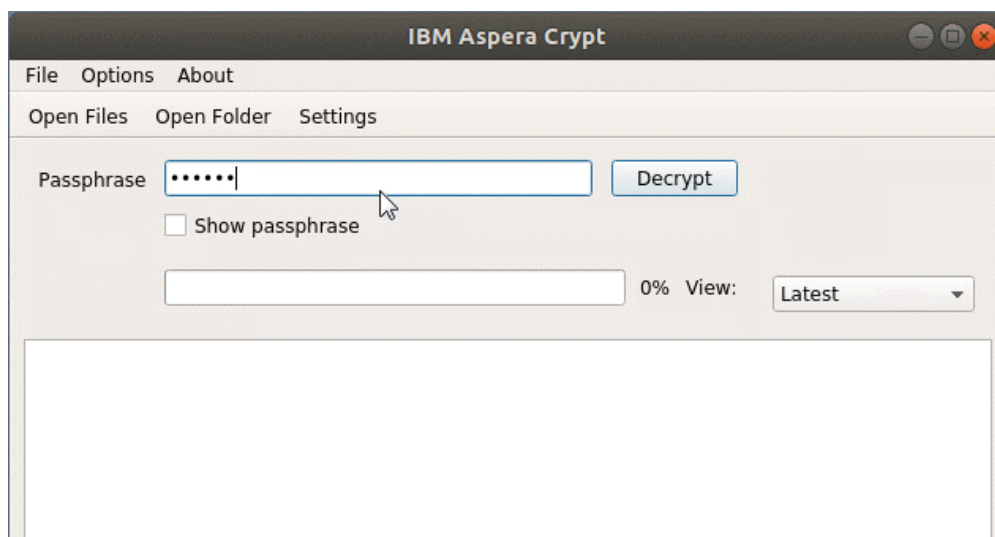 IBM Aspera Crypt
File Options About
Open Files Open Folder Settings
Passphrase •••••• Decrypt
Show passphrase
0% View: Latest